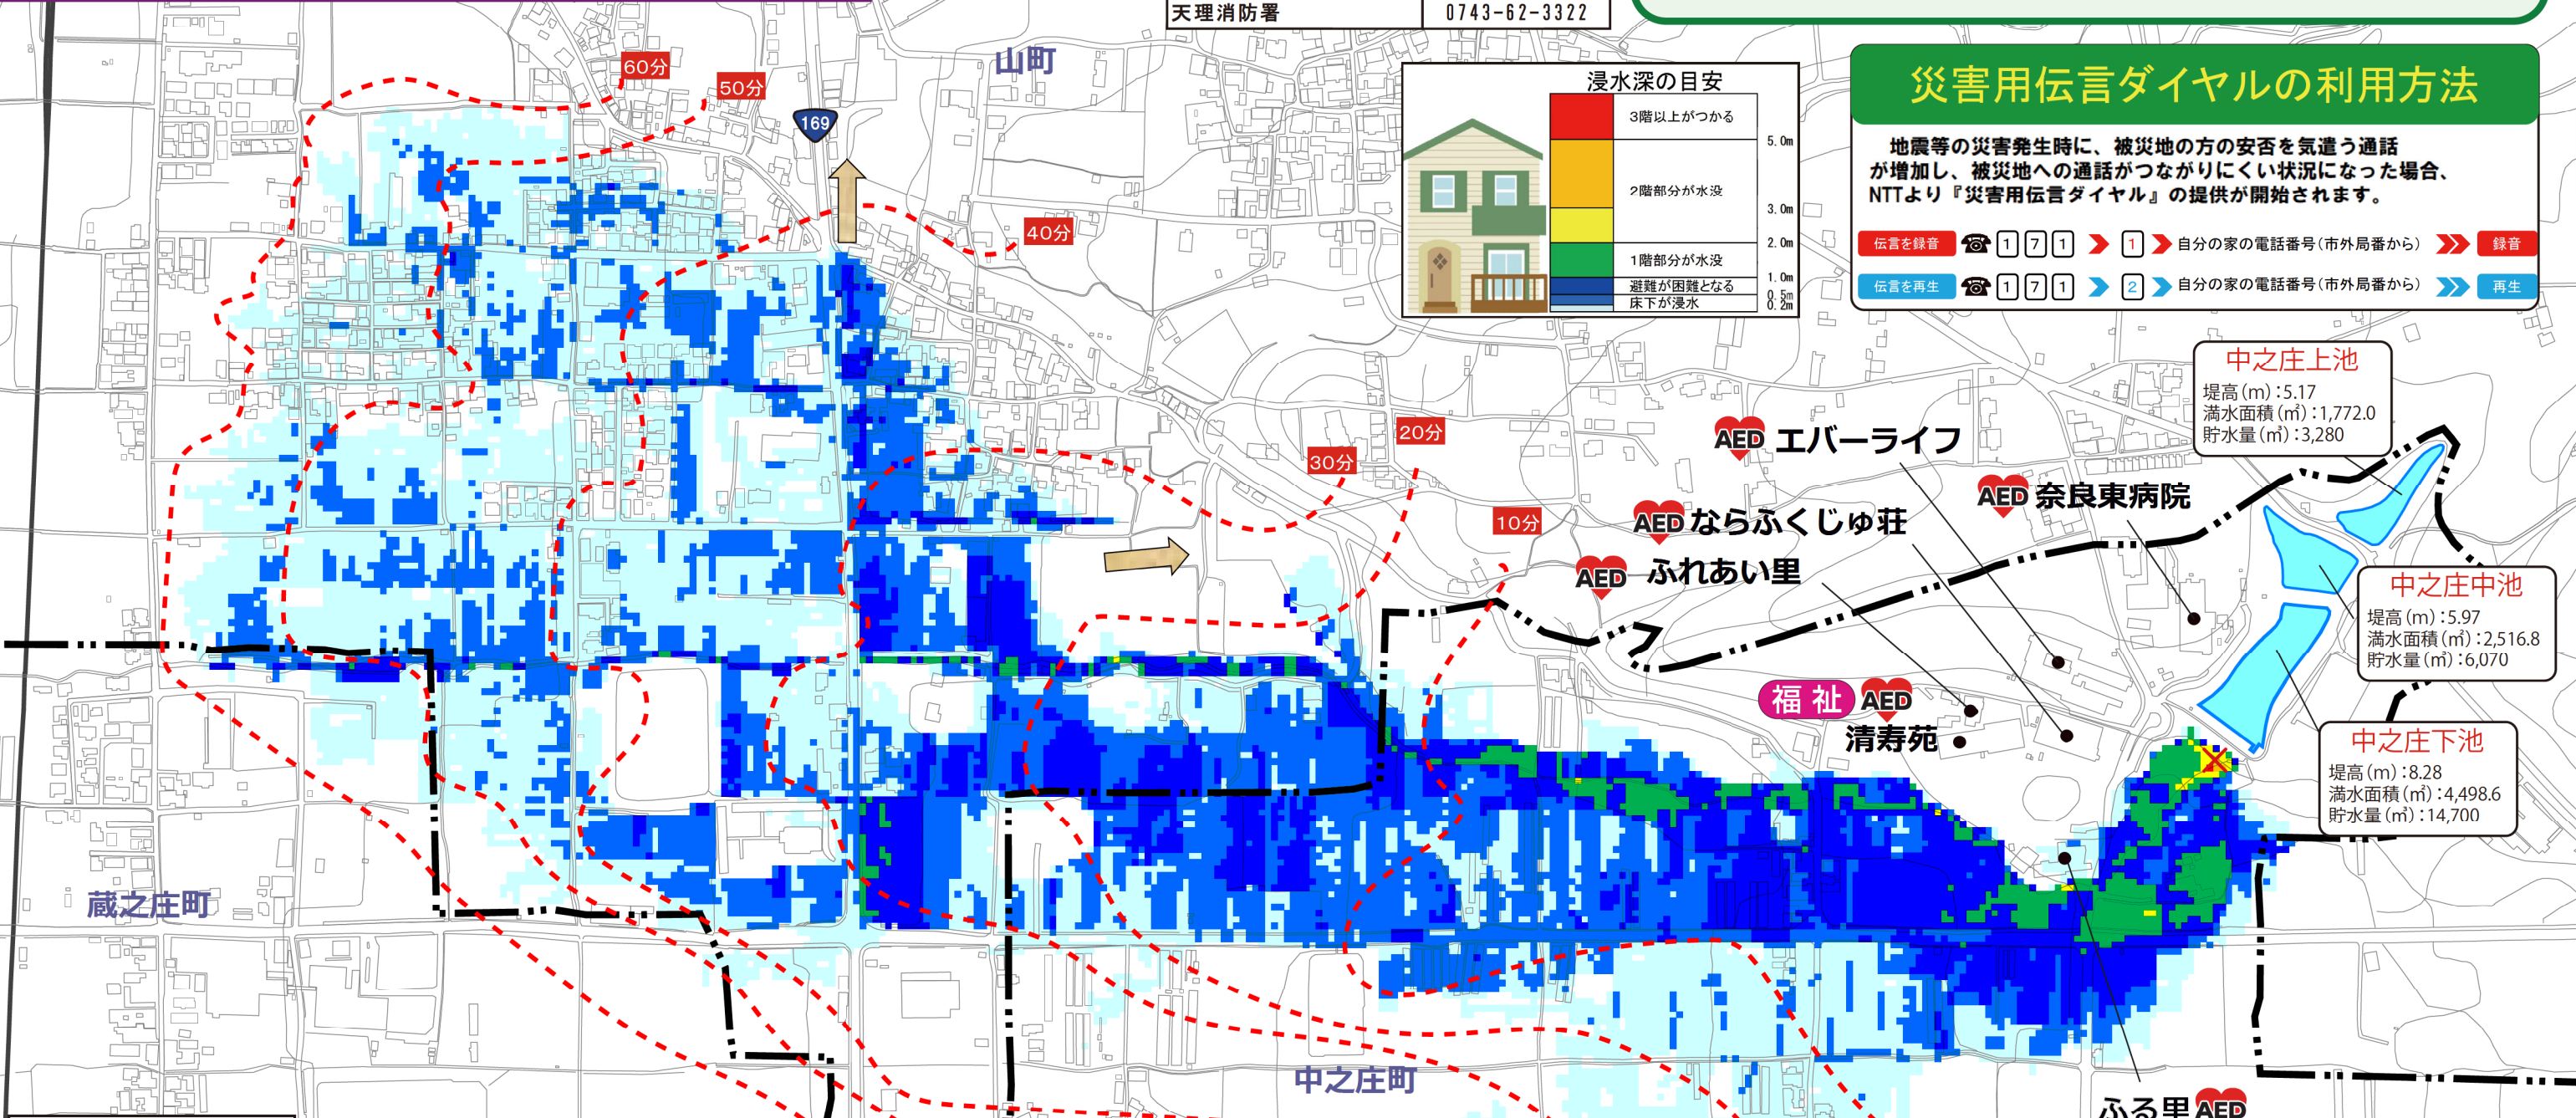 天理消防署 0743-62-3322
山町
60分
50分
169
40分
浸水深の目安
3階以上がつかる
5.0m
2階部分が水没
3.0m
2.0m
1階部分が水没
1.0m
避難が困難となる
0.5m
床下が浸水
0.2m
災害用伝言ダイヤルの利用方法
地震等の災害発生時に、被災地の方の安否を気遣う通話
が増加し、被災地への通話がつながりにくい状況になった場合、
NTTより『災害用伝言ダイヤル』の提供が開始されます。
伝言を録音 1 7 1 1 自分の家の電話番号(市外局番から) 録音
伝言を再生 1 7 1 2 自分の家の電話番号(市外局番から) 再生
中之庄上池
堤高(m):5.17
満水面積(㎡):1,772.0
貯水量(㎥):3,280
20分
30分
10分
AED エバーライフ
AED 奈良東病院
AED ならふくじゅ荘
AED ふれあい里
中之庄中池
堤高(m):5.97
満水面積(㎡):2,516.8
貯水量(㎥):6,070
福祉 AED
清寿苑
中之庄下池
堤高(m):8.28
満水面積(㎡):4,498.6
貯水量(㎥):14,700
蔵之庄町
中之庄町
ふる里 AED